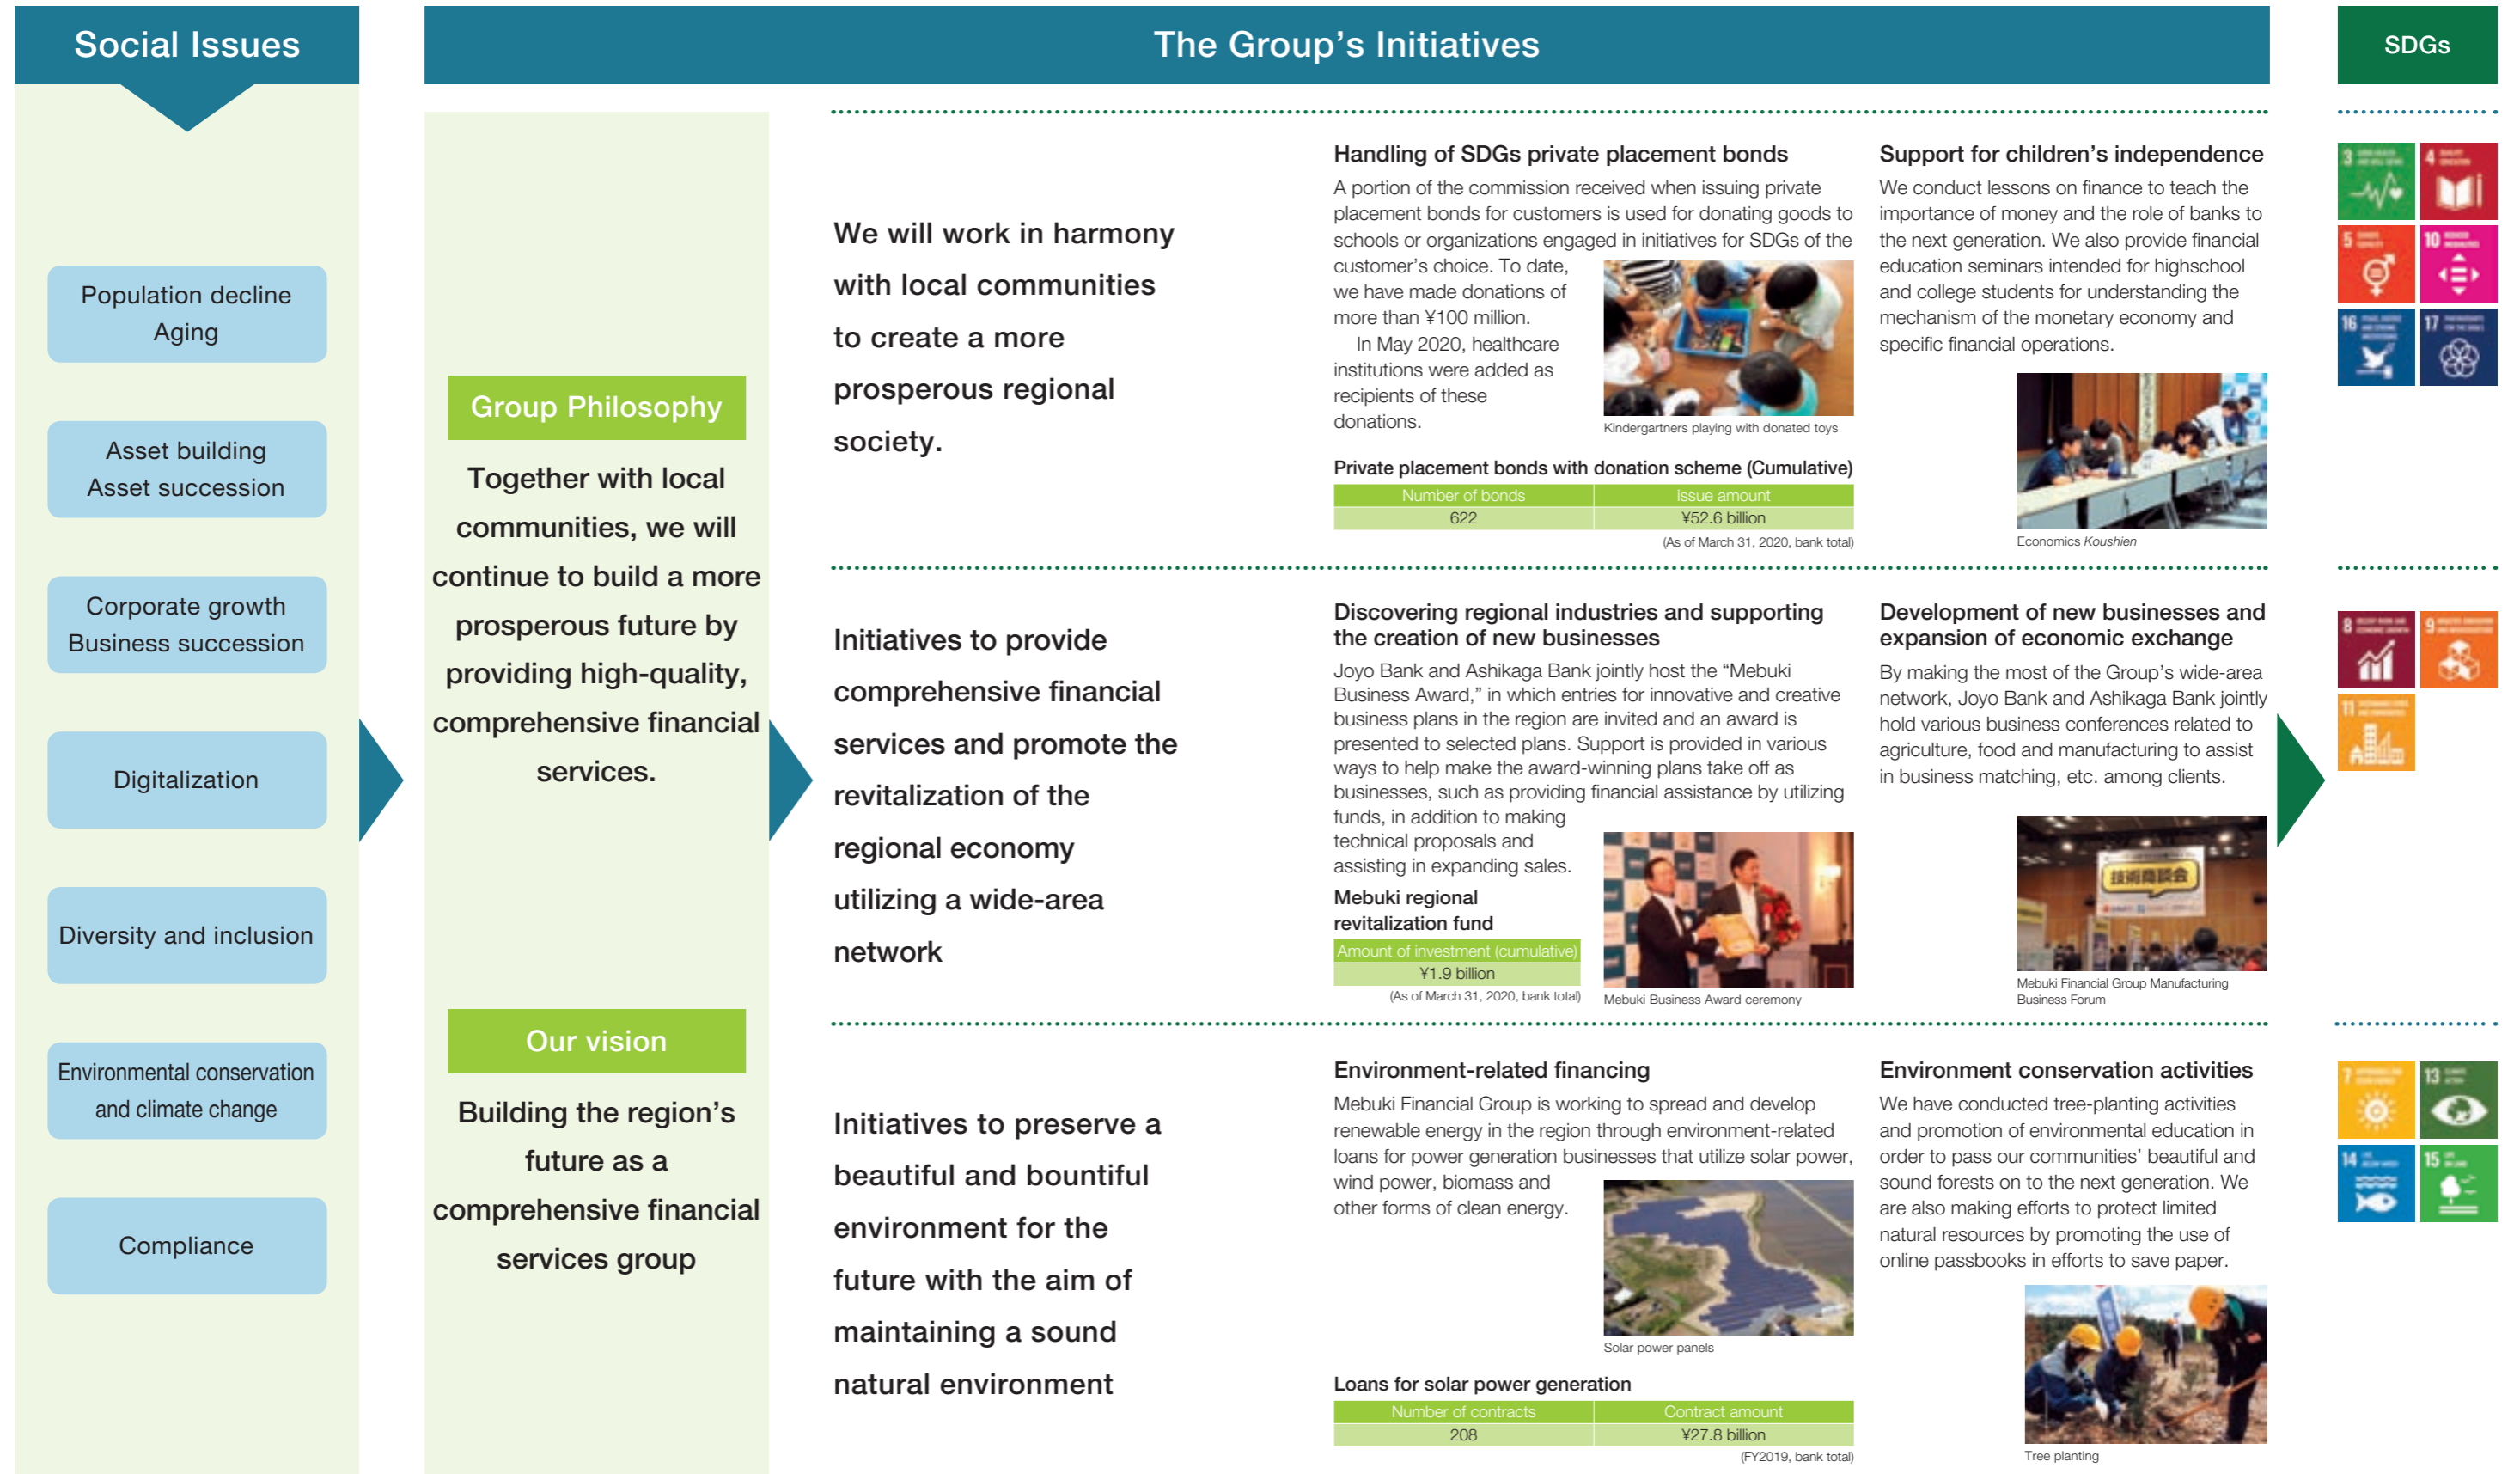 Social Issues
Population decline
Aging
Asset building
Asset succession
Corporate growth
Business succession
Digitalization
Diversity and inclusion
Environmental conservation
and climate change
Compliance
The Group's Initiatives
Group Philosophy
Together with local
communities, we will
continue to build a more
prosperous future by
providing high-quality,
comprehensive financial
services.
Our vision
Building the region's
future as a
comprehensive financial
services group
We will work in harmony
with local communities
to create a more
prosperous regional
society.
Handling of SDGs private placement bonds
A portion of the commission received when issuing private
placement bonds for customers is used for donating goods to
schools or organizations engaged in initiatives for SDGs of the
customer's choice. To date,
we have made donations of
more than ¥100 million.
In May 2020, healthcare
institutions were added as
recipients of these
donations.
Kindergartners playing with donated toys
Private placement bonds with donation scheme (Cumulative)
Number of bonds Issue amount
622 ¥52.6 billion
(As of March 31, 2020, bank total)
Support for children's independence
We conduct lessons on finance to teach the
importance of money and the role of banks to
the next generation. We also provide financial
education seminars intended for highschool
and college students for understanding the
mechanism of the monetary economy and
specific financial operations.
Economics Koushien
Initiatives to provide
comprehensive financial
services and promote the
revitalization of the
regional economy
utilizing a wide-area
network
Discovering regional industries and supporting
the creation of new businesses
Joyo Bank and Ashikaga Bank jointly host the “Mebuki
Business Award,” in which entries for innovative and creative
business plans in the region are invited and an award is
presented to selected plans. Support is provided in various
ways to help make the award-winning plans take off as
businesses, such as providing financial assistance by utilizing
funds, in addition to making
technical proposals and
assisting in expanding sales.
Mebuki regional
revitalization fund
Amount of investment (cumulative)
¥1.9 billion
(As of March 31, 2020, bank total)
Mebuki Business Award ceremony
Development of new businesses and
expansion of economic exchange
By making the most of the Group's wide-area
network, Joyo Bank and Ashikaga Bank jointly
hold various business conferences related to
agriculture, food and manufacturing to assist
in business matching, etc. among clients.
技術商談会
Mebuki Financial Group Manufacturing
Business Forum
Initiatives to preserve a
beautiful and bountiful
environment for the
future with the aim of
maintaining a sound
natural environment
Environment-related financing
Mebuki Financial Group is working to spread and develop
renewable energy in the region through environment-related
loans for power generation businesses that utilize solar power,
wind power, biomass and
other forms of clean energy.
Solar power panels
Loans for solar power generation
Number of contracts Contract amount
208 ¥27.8 billion
(FY2019, bank total)
Environment conservation activities
We have conducted tree-planting activities
and promotion of environmental education in
order to pass our communities' beautiful and
sound forests on to the next generation. We
are also making efforts to protect limited
natural resources by promoting the use of
online passbooks in efforts to save paper.
Tree planting
SDGs
3 4
5 10
16 17
8 9
11
7 13
14 15